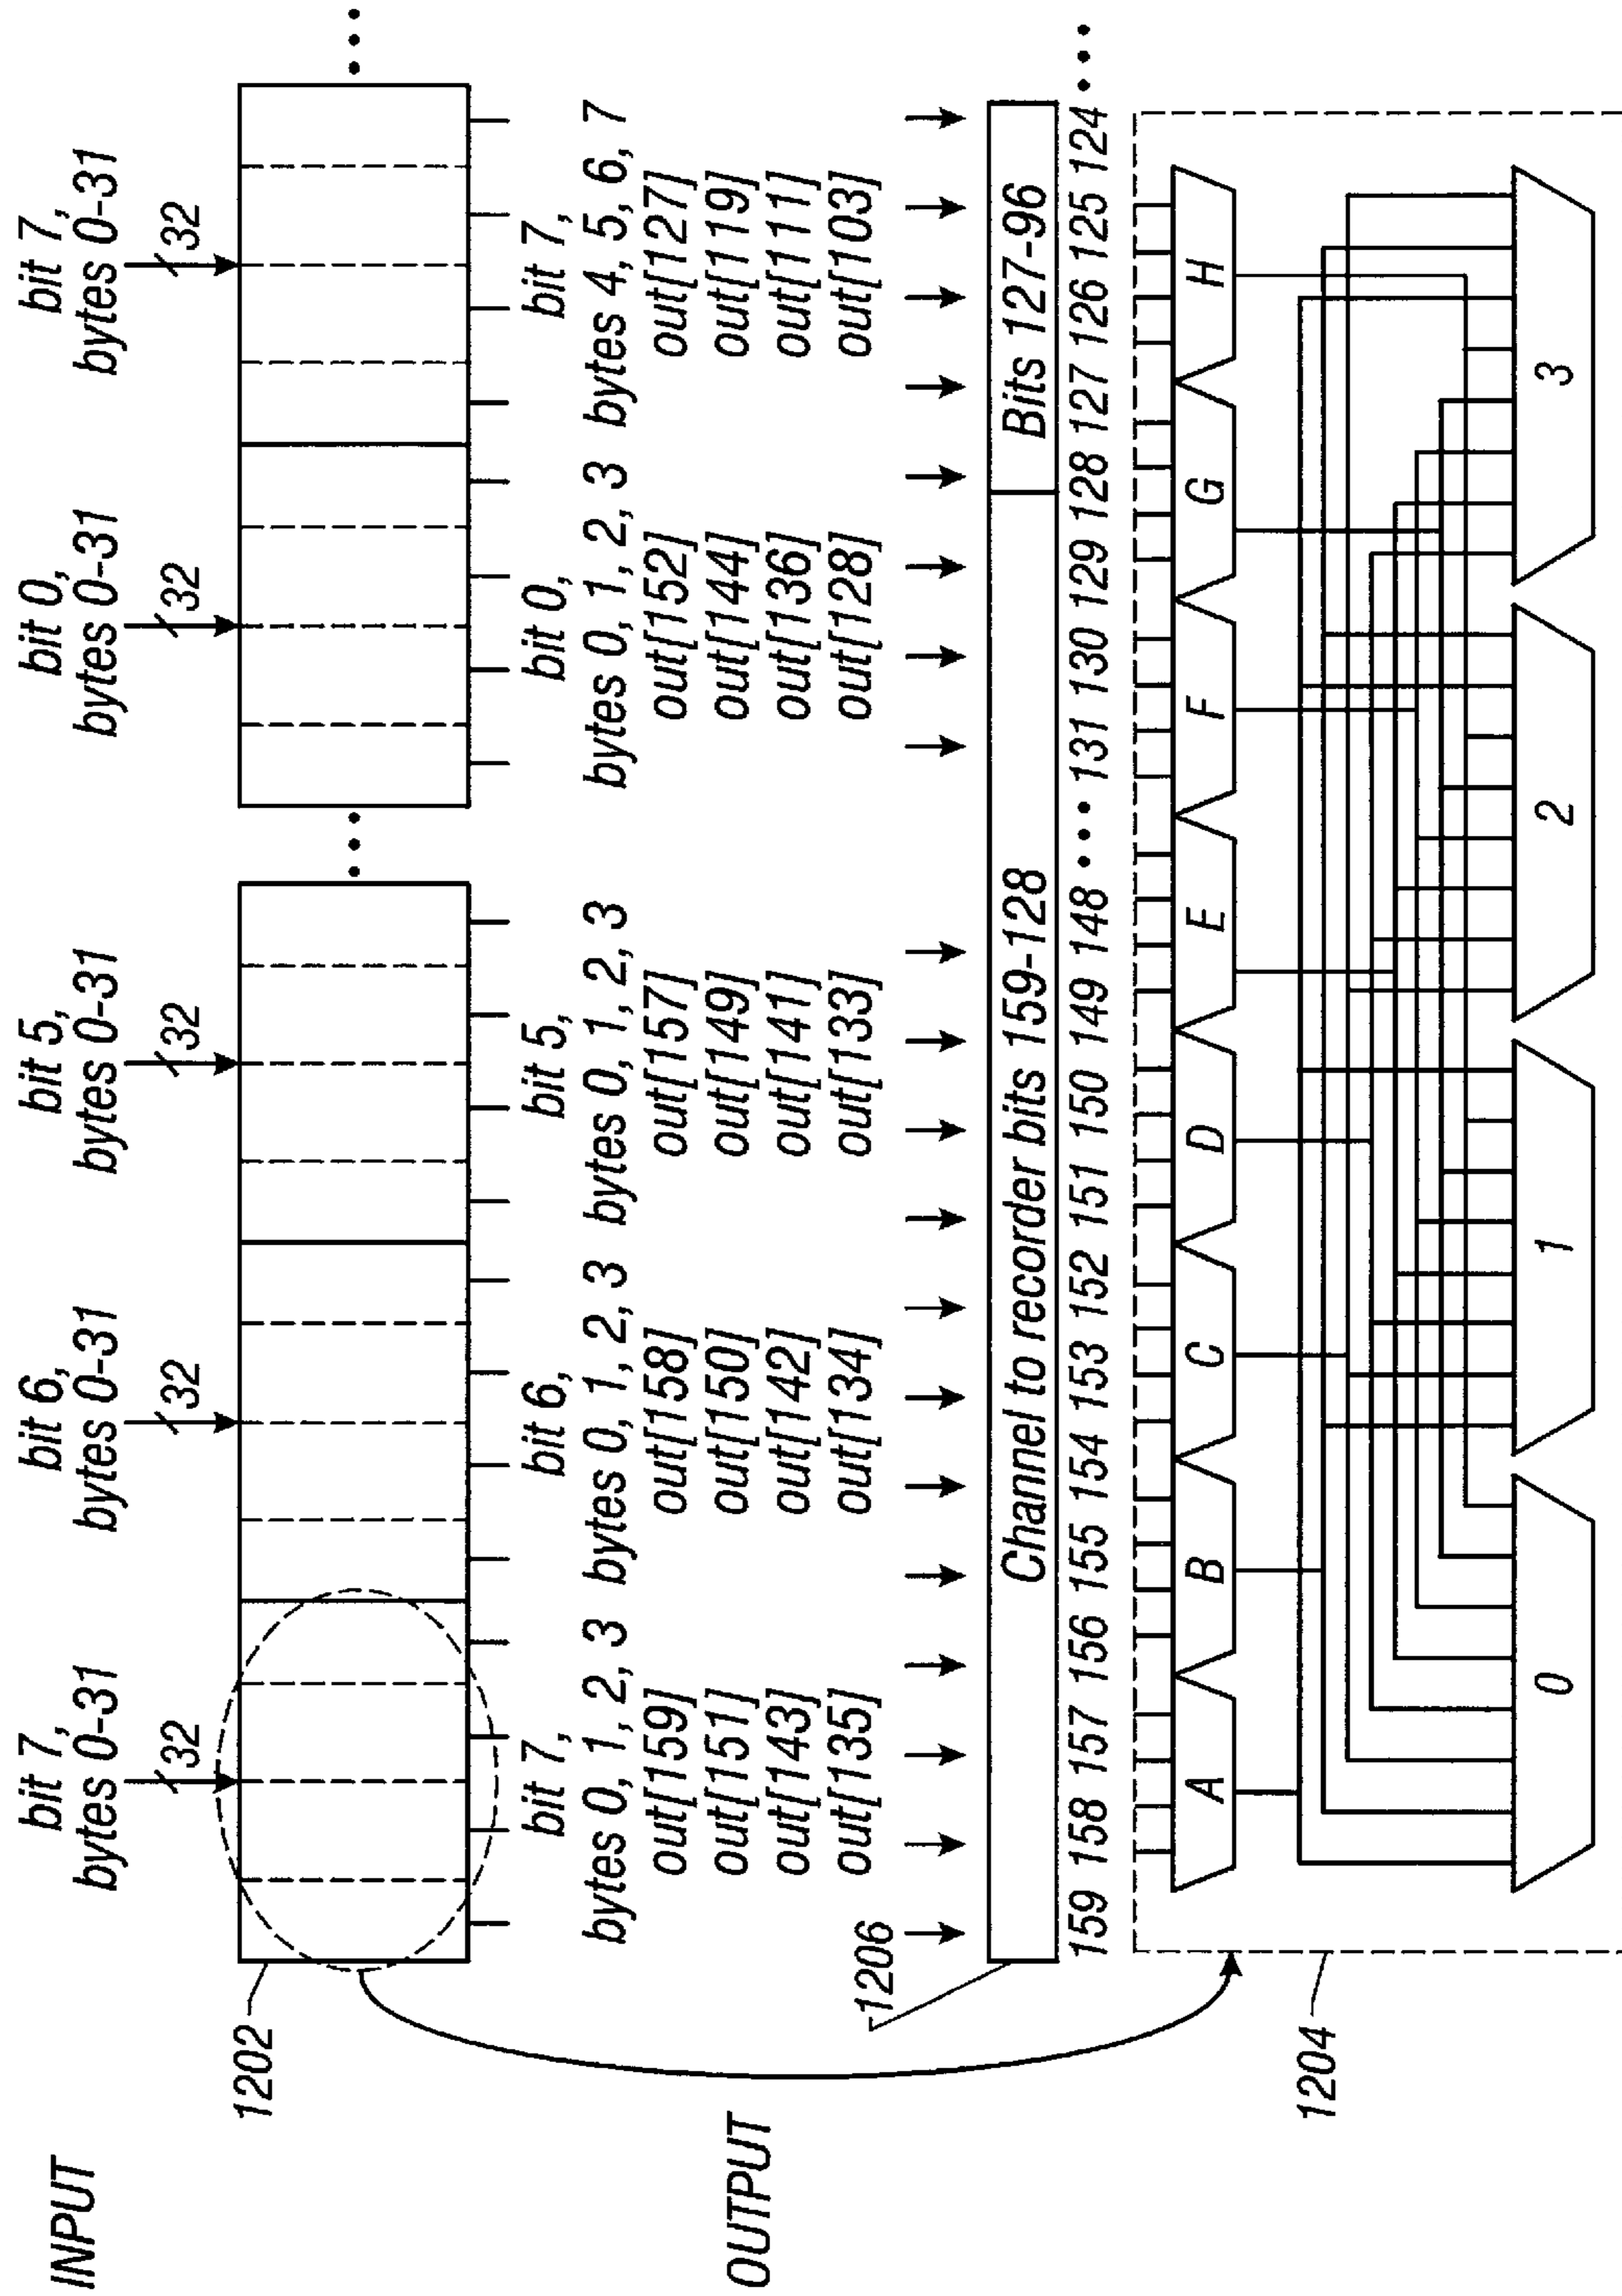 INPUT
bit 7,
bytes 0-31
32
bit 6,
bytes 0-31
32
bit 5,
bytes 0-31
32
bit 0,
bytes 0-31
32
bit 7,
bytes 0-31
32
1202
• • •
• • •
OUTPUT
bit 7,
bytes 0, 1, 2, 3
out[159]
out[151]
out[143]
out[135]
bit 6,
bytes 0, 1, 2, 3
out[158]
out[150]
out[142]
out[134]
bit 5,
bytes 0, 1, 2, 3
out[157]
out[149]
out[141]
out[133]
bit 0,
bytes 0, 1, 2, 3
out[152]
out[144]
out[136]
out[128]
bit 7,
bytes 4, 5, 6, 7
out[127]
out[119]
out[111]
out[103]
1206
Channel to recorder bits 159-128
Bits 127-96
159 158 157 156 155 154 153 152 151 150 149 148 • • • 131 130 129 128 127 126 125 124 • • •
A B C D E F G H
1204
0 1 2 3